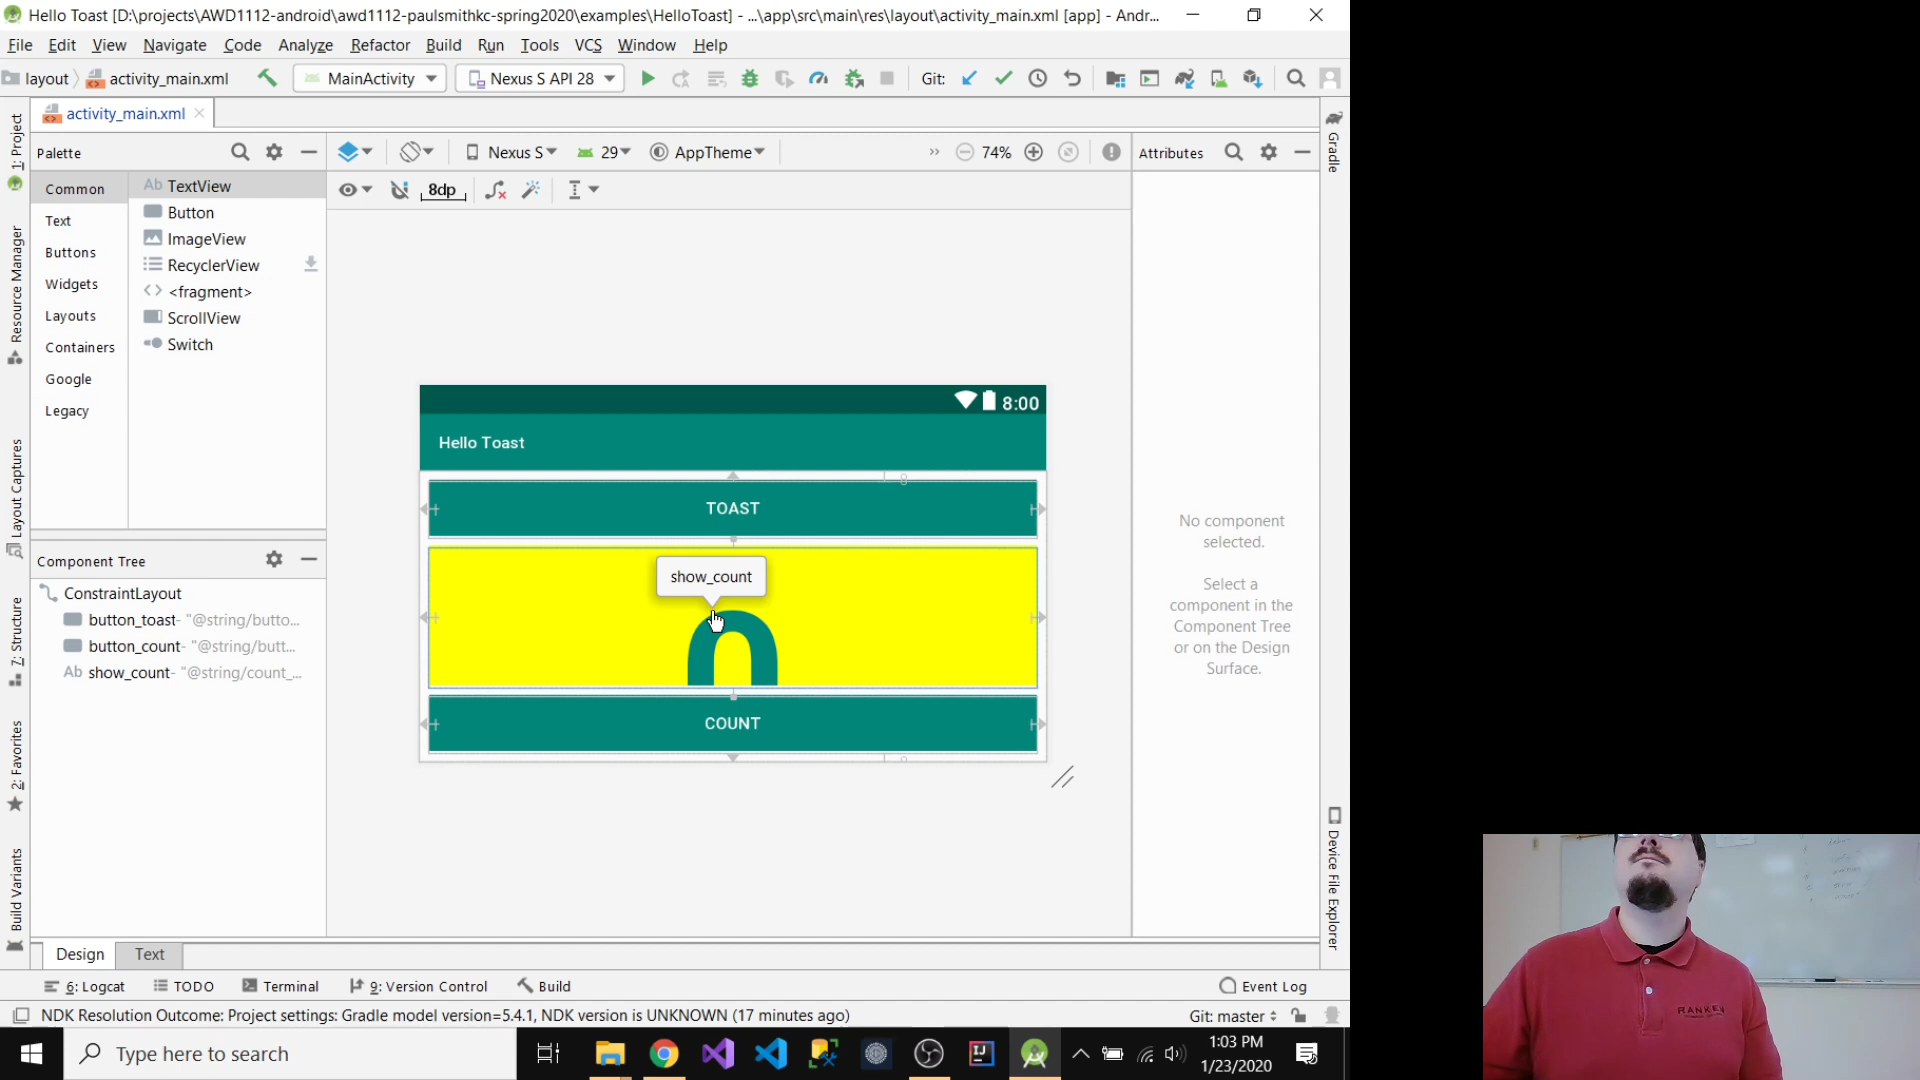 Hello Toast [D:\projects\AWD1112-android\awd1112-paulsmithkc-spring2020\examples\HelloToast] - ...\app\src\main\res\layout\activity_main.xml [app] - Andr...
File Edit View Navigate Code Analyze Refactor Build Run Tools VCS Window Help
layout activity_main.xml MainActivity Nexus S API 28 Git:
activity_main.xml
Palette
Nexus S 29 AppTheme 74%
Attributes
8dp
Common
Text
Buttons
Widgets
Layouts
Containers
Google
Legacy
Ab TextView
Button
ImageView
RecyclerView
<> <fragment>
ScrollView
Switch
Component Tree
ConstraintLayout
button_toast- "@string/butto...
button_count- "@string/butt...
Ab show_count- "@string/count_...
8:00
Hello Toast
8
TOAST
show_count
COUNT
8
No component
selected.
Select a
component in the
Component Tree
or on the Design
Surface.
1: Project
Resource Manager
Layout Captures
7: Structure
2: Favorites
Build Variants
Gradle
Device File Explorer
Design Text
6: Logcat TODO Terminal 9: Version Control Build Event Log
NDK Resolution Outcome: Project settings: Gradle model version=5.4.1, NDK version is UNKNOWN (17 minutes ago) Git: master
Type here to search
1:03 PM
1/23/2020
RANKEN